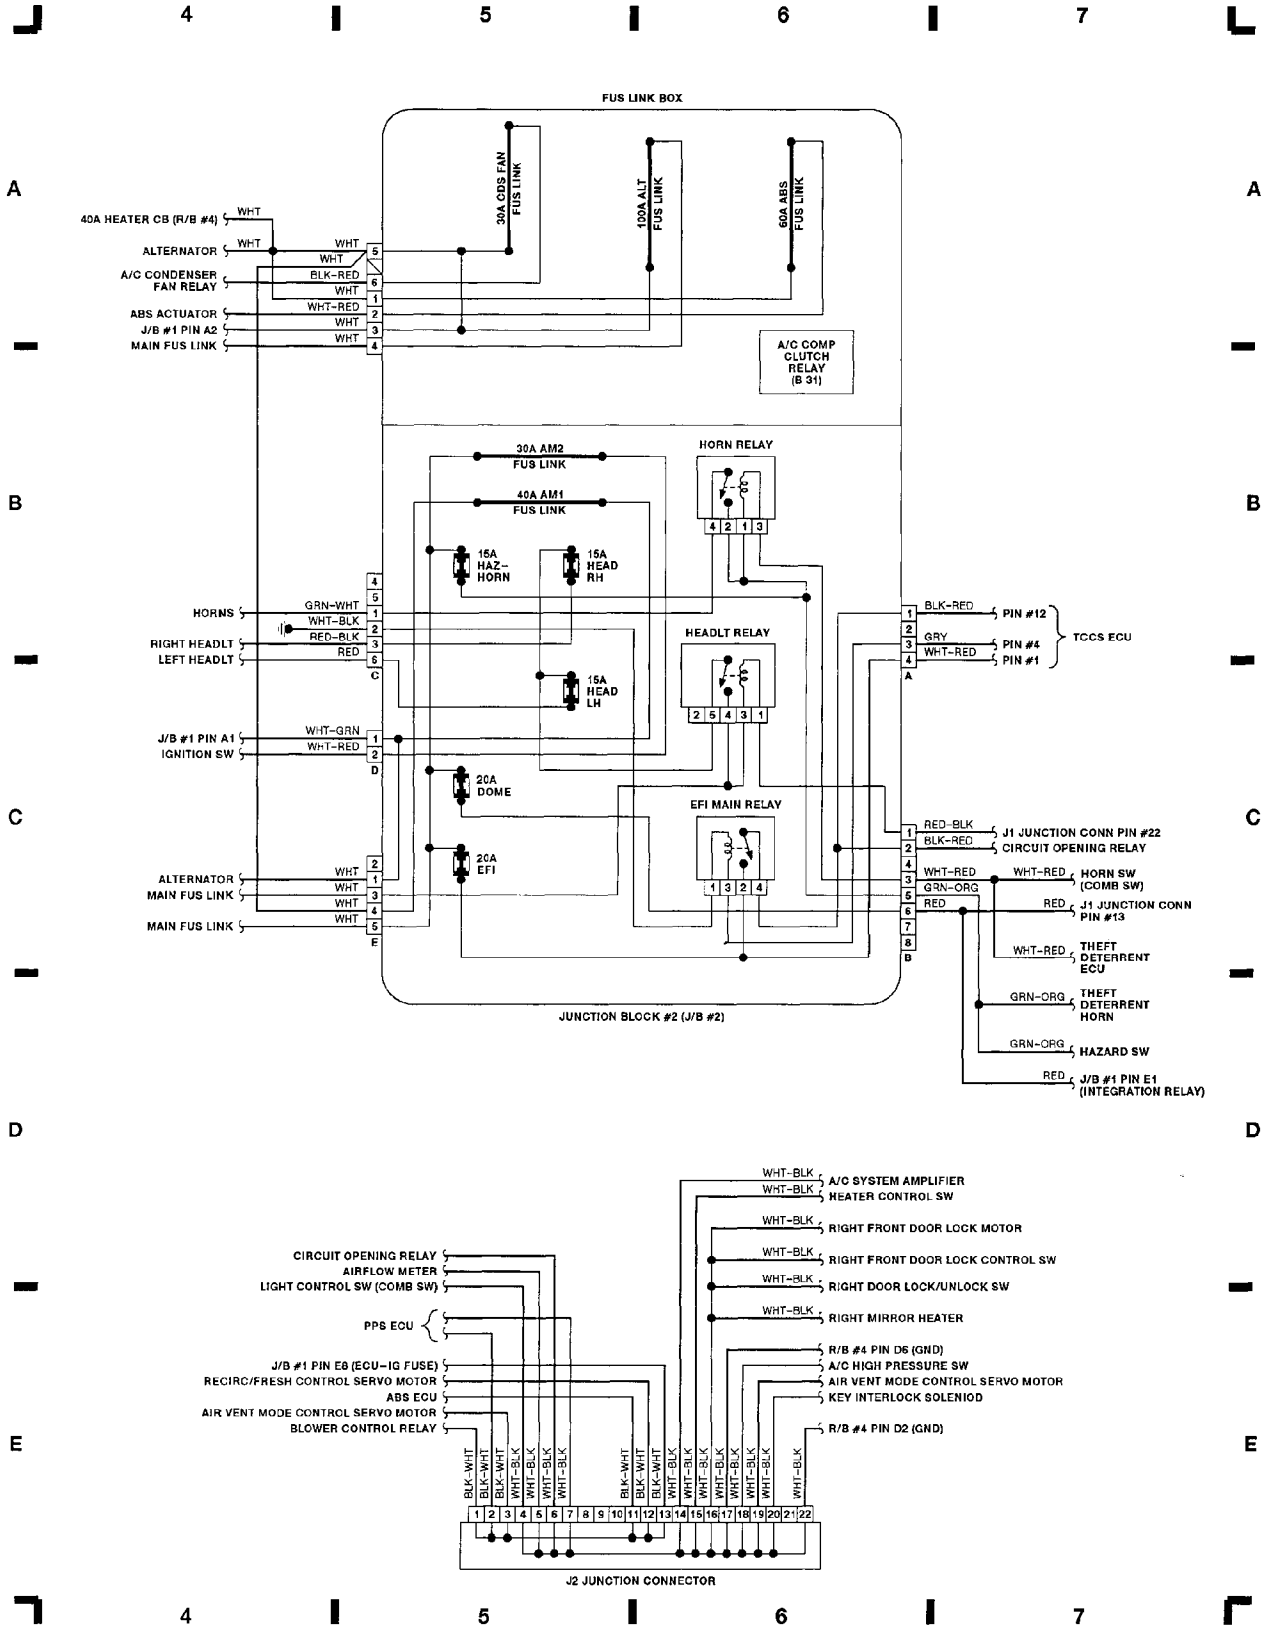 4 5 6 7
FUS LINK BOX
A A
30A CDS FAN
FUS LINK
100A ALT
FUS LINK
60A ABS
FUS LINK
40A HEATER CB (R/B #4) WHT
ALTERNATOR WHT WHT 5
WHT
A/C CONDENSER
FAN RELAY
BLK-RED 6
WHT 1
ABS ACTUATOR WHT-RED 2
J/B #1 PIN A2 WHT 3
MAIN FUS LINK WHT 4
A/C COMP
CLUTCH
RELAY
(B 31)
B B
30A AM2
FUS LINK
40A AM1
FUS LINK
HORN RELAY
4 2 1 3
15A
HAZ-
HORN
15A
HEAD
RH
4
5
HORNS GRN-WHT 1
WHT-BLK 2
RIGHT HEADLT RED-BLK 3
LEFT HEADLT RED 6
C
HEADLT RELAY
2 5 4 3 1
15A
HEAD
LH
1 BLK-RED PIN #12
2
3 GRY PIN #4
4 WHT-RED PIN #1
A
TCCS ECU
J/B #1 PIN A1 WHT-GRN 1
IGNITION SW WHT-RED 2
D
20A
DOME
C C
EFI MAIN RELAY
1 3 2 4
20A
EFI
2
ALTERNATOR WHT 1
MAIN FUS LINK WHT 3
WHT 4
MAIN FUS LINK WHT 5
E
1 RED-BLK J1 JUNCTION CONN PIN #22
2 BLK-RED CIRCUIT OPENING RELAY
4
3 WHT-RED WHT-RED HORN SW
(COMB SW)
5 GRN-ORG
6 RED RED J1 JUNCTION CONN
PIN #13
7
8
B
WHT-RED THEFT
DETERRENT
ECU
GRN-ORG THEFT
DETERRENT
HORN
GRN-ORG HAZARD SW
RED J/B #1 PIN E1
(INTEGRATION RELAY)
JUNCTION BLOCK #2 (J/B #2)
D D
WHT-BLK A/C SYSTEM AMPLIFIER
WHT-BLK HEATER CONTROL SW
WHT-BLK RIGHT FRONT DOOR LOCK MOTOR
WHT-BLK RIGHT FRONT DOOR LOCK CONTROL SW
WHT-BLK RIGHT DOOR LOCK/UNLOCK SW
WHT-BLK RIGHT MIRROR HEATER
R/B #4 PIN D6 (GND)
A/C HIGH PRESSURE SW
AIR VENT MODE CONTROL SERVO MOTOR
KEY INTERLOCK SOLENIOD
R/B #4 PIN D2 (GND)
CIRCUIT OPENING RELAY
AIRFLOW METER
LIGHT CONTROL SW (COMB SW)
PPS ECU
J/B #1 PIN E8 (ECU-IG FUSE)
RECIRC/FRESH CONTROL SERVO MOTOR
ABS ECU
AIR VENT MODE CONTROL SERVO MOTOR
BLOWER CONTROL RELAY
E E
BLK-WHT BLK-WHT BLK-WHT WHT-BLK WHT-BLK WHT-BLK WHT-BLK BLK-WHT BLK-WHT BLK-WHT WHT-BLK WHT-BLK WHT-BLK WHT-BLK WHT-BLK WHT-BLK WHT-BLK WHT-BLK
1 2 3 4 5 6 7 8 9 10 11 12 13 14 15 16 17 18 19 20 21 22
J2 JUNCTION CONNECTOR
4 5 6 7